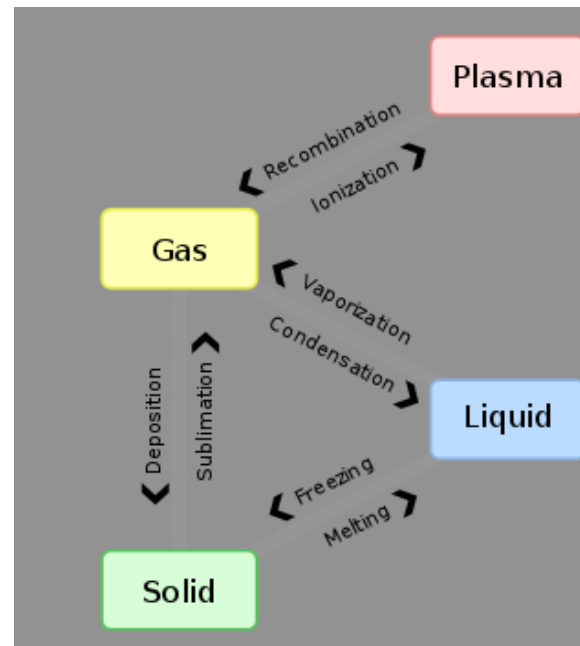 Plasma
Recombination
Ionization
Gas
Vaporization
Condensation
Deposition
Sublimation
Liquid
Freezing
Melting
Solid